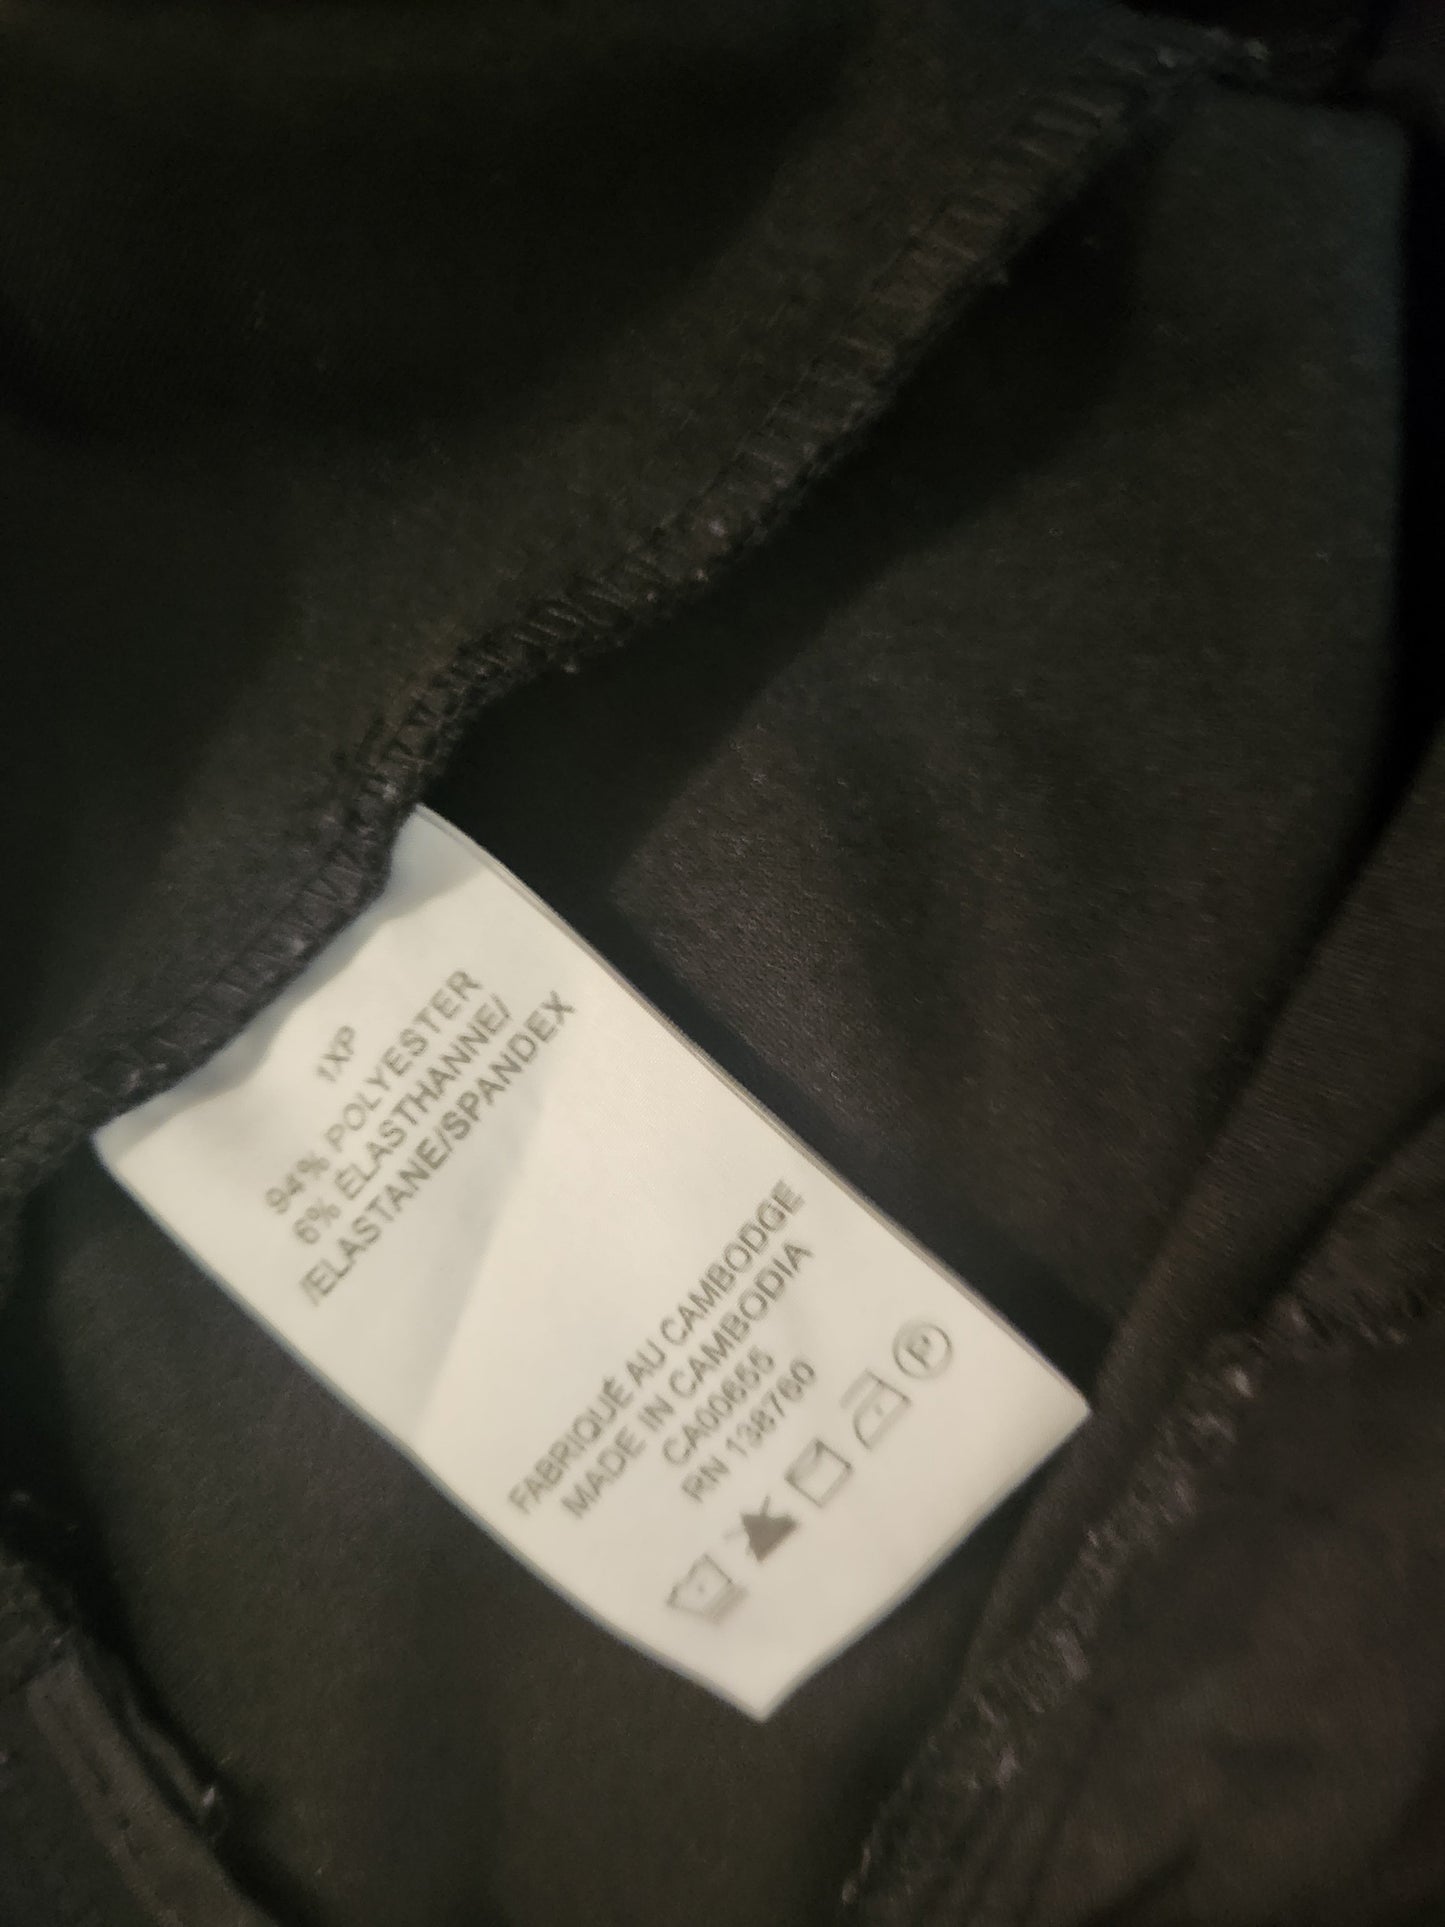 1XP
94% POLYESTER
6% ÉLASTHANNE/
/ELASTANE/SPANDEX
FABRIQUÉ AU CAMBODGE
MADE IN CAMBODIA
CA00655
RN 138760
P